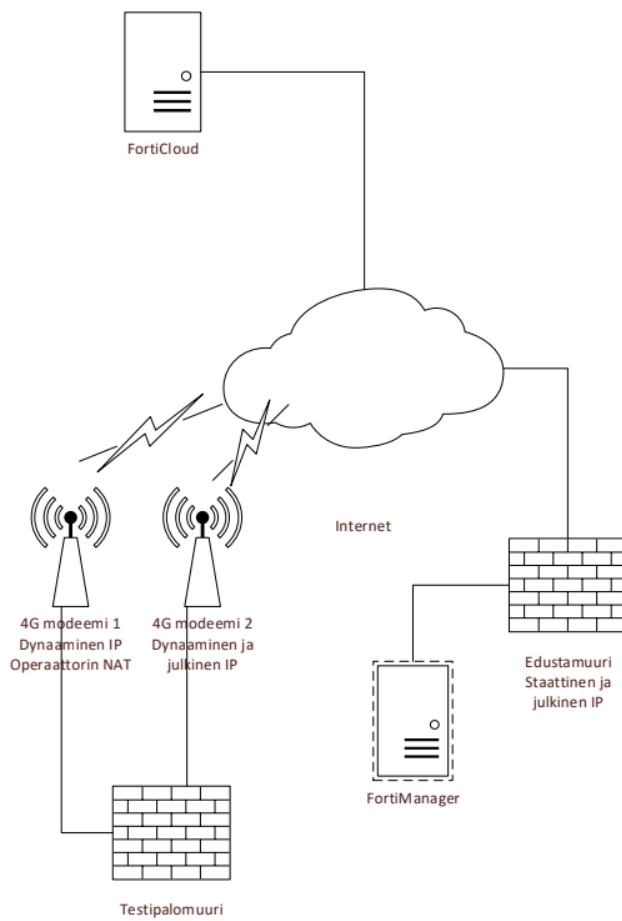 FortiCloud
Internet
4G modeemi 1
Dynaaminen IP
Operaattorin NAT
4G modeemi 2
Dynaaminen ja
julkinen IP
Edustamuuri
Staattinen ja
julkinen IP
FortiManager
Testipalomuuri